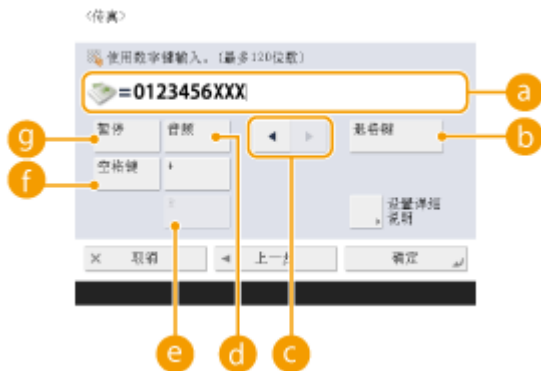 <传真>
使用数字键输入。(最多120位数)
=0123456XXX
a
暂停 音频 ◀ ▶ 退格键
g
b
空格键 +
f
设置详细
说明
× 取消 ◀ 上一步 确定
e d c